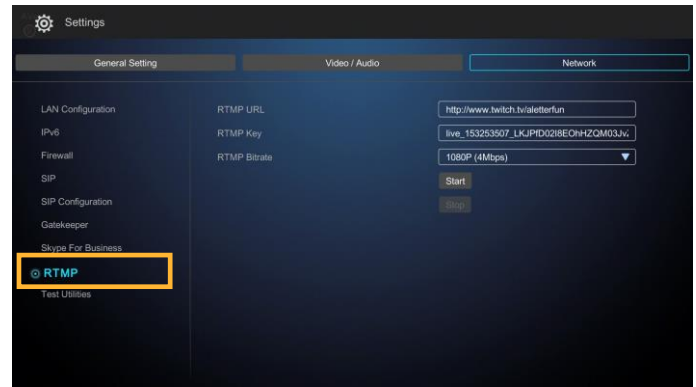 Settings
General Setting Video / Audio Network
LAN Configuration RTMP URL http://www.twitch.tv/aletterfun
IPv6 RTMP Key live_153253507_LKJPfD02I8EOhHZQM03Jv
Firewall RTMP Bitrate 1080P (4Mbps)
SIP Start
SIP Configuration Stop
Gatekeeper
Skype For Business
RTMP
Test Utilities